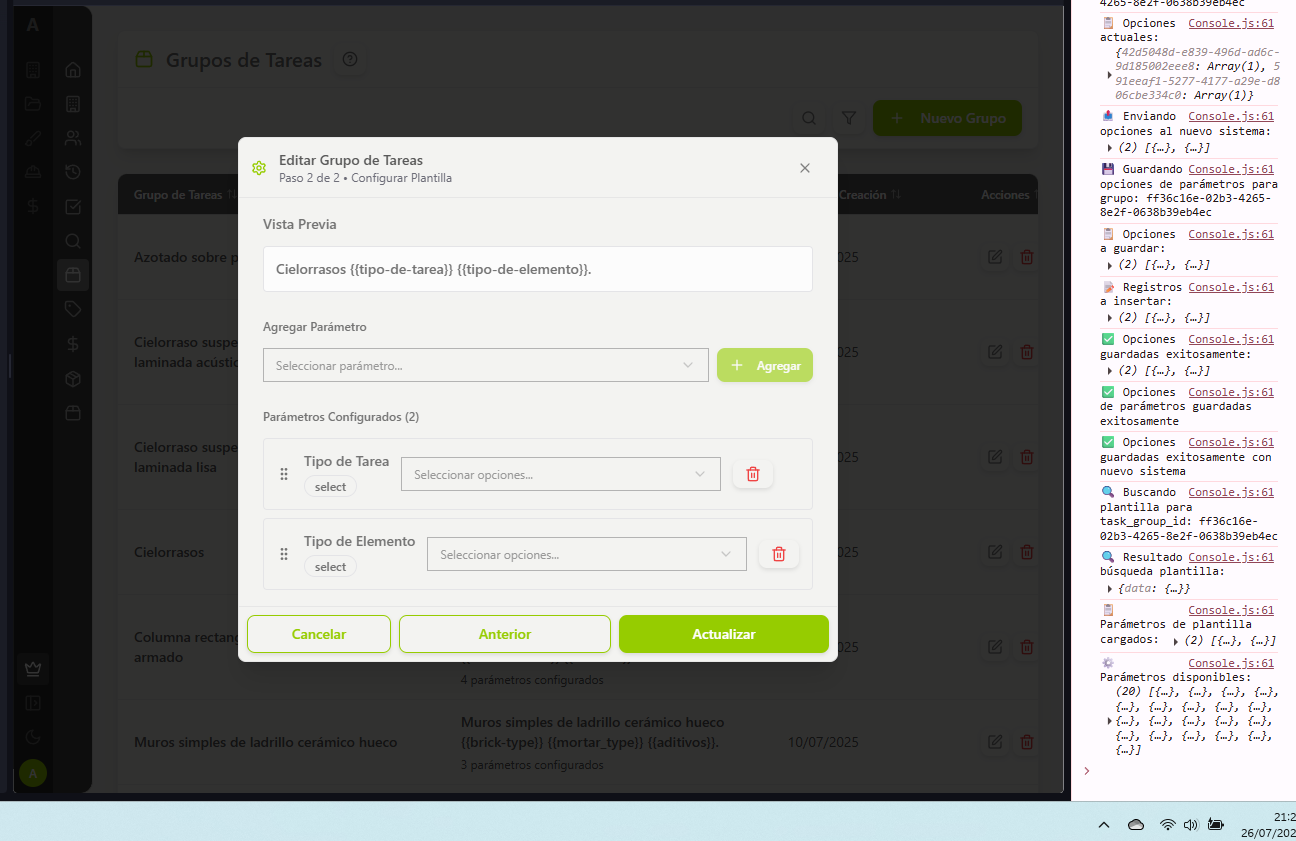 A
Grupos de Tareas
Nuevo Grupo
Grupo de Tareas
Creación
Acciones
Azotado sobre p
025
Cielorraso suspe
laminada acústic
025
Cielorraso suspe
laminada lisa
025
Cielorrasos
025
Columna rectang
armado
025
4 parámetros configurados
Muros simples de ladrillo cerámico hueco
Muros simples de ladrillo cerámico hueco
{{brick-type}} {{mortar_type}} {{aditivos}}.
3 parámetros configurados
10/07/2025
A
Editar Grupo de Tareas
Paso 2 de 2 • Configurar Plantilla
Vista Previa
Cielorrasos {{tipo-de-tarea}} {{tipo-de-elemento}}.
Agregar Parámetro
Seleccionar parámetro...
Agregar
Parámetros Configurados (2)
Tipo de Tarea
select
Seleccionar opciones...
Tipo de Elemento
select
Seleccionar opciones...
Cancelar
Anterior
Actualizar
4265-8e2f-0638b39eb4ec
📋 Opciones Console.js:61
actuales:
{42d5048d-e839-496d-ad6c-
9d185002eee8: Array(1), 5
91eeaf1-5277-4177-a29e-d8
06cbe334c0: Array(1)}
📤 Enviando Console.js:61
opciones al nuevo sistema:
(2) [{…}, {…}]
💾 Guardando Console.js:61
opciones de parámetros para
grupo: ff36c16e-02b3-4265-
8e2f-0638b39eb4ec
📋 Opciones Console.js:61
a guardar:
(2) [{…}, {…}]
📝 Registros Console.js:61
a insertar:
(2) [{…}, {…}]
✅ Opciones Console.js:61
guardadas exitosamente:
(2) [{…}, {…}]
✅ Opciones Console.js:61
de parámetros guardadas
exitosamente
✅ Opciones Console.js:61
guardadas exitosamente con
nuevo sistema
🔍 Buscando Console.js:61
plantilla para
task_group_id: ff36c16e-
02b3-4265-8e2f-0638b39eb4ec
🔍 Resultado Console.js:61
búsqueda plantilla:
{data: {…}}
📋 Console.js:61
Parámetros de plantilla
cargados: (2) [{…}, {…}]
⚙️ Console.js:61
Parámetros disponibles:
(20) [{…}, {…}, {…}, {…},
{…}, {…}, {…}, {…}, {…},
{…}, {…}, {…}, {…}, {…},
{…}, {…}, {…}, {…}, {…},
{…}]
21:2
26/07/202